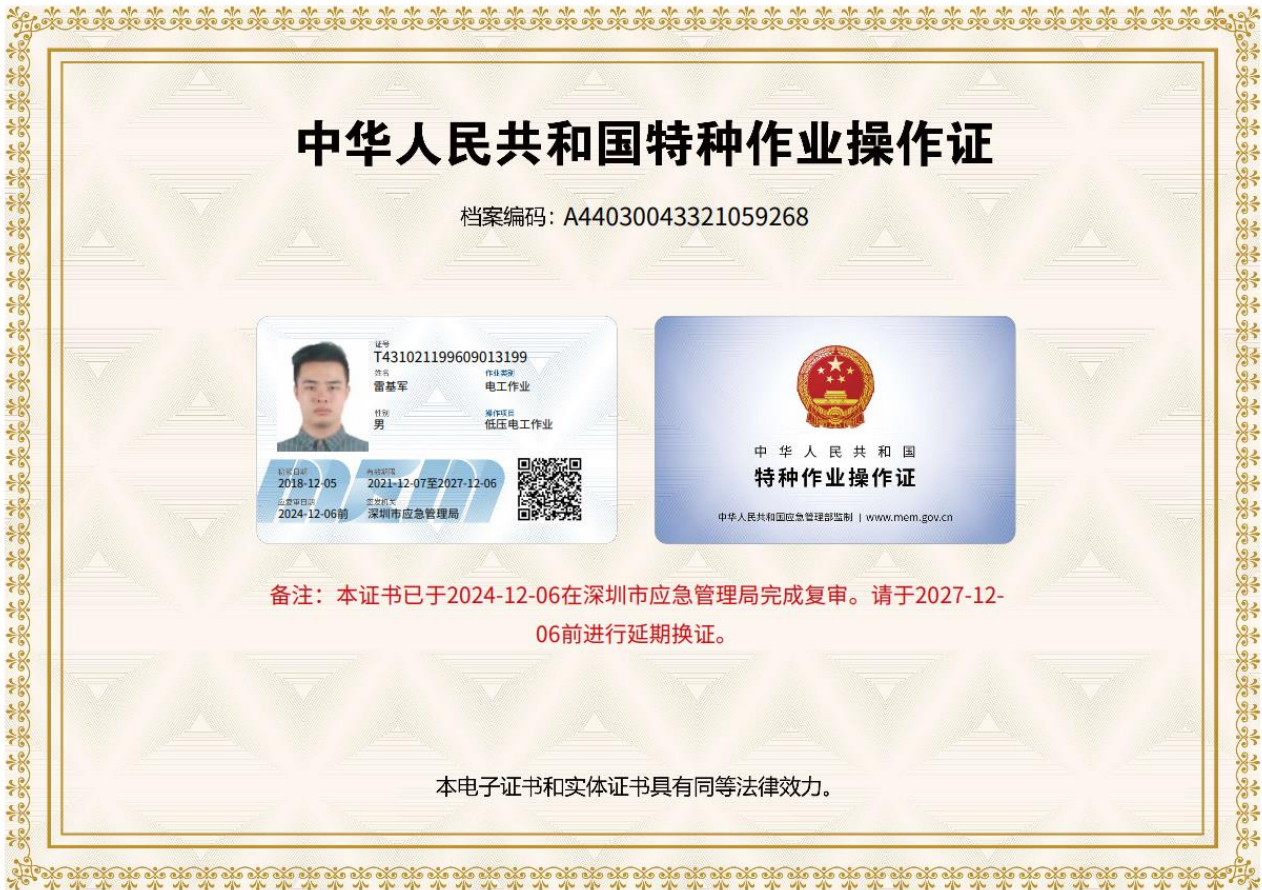 中华人民共和国特种作业操作证
档案编码：A44030043321059268
证号
T431021199609013199
姓名 作业类别
雷基军 电工作业
性别 操作项目
男 低压电工作业
初领日期 有效期限
2018-12-05 2021-12-07至2027-12-06
应复审日期 签发机关
2024-12-06前 深圳市应急管理局
中华人民共和国
特种作业操作证
中华人民共和国应急管理部监制 | www.mem.gov.cn
备注：本证书已于2024-12-06在深圳市应急管理局完成复审。请于2027-12-
06前进行延期换证。
本电子证书和实体证书具有同等法律效力。